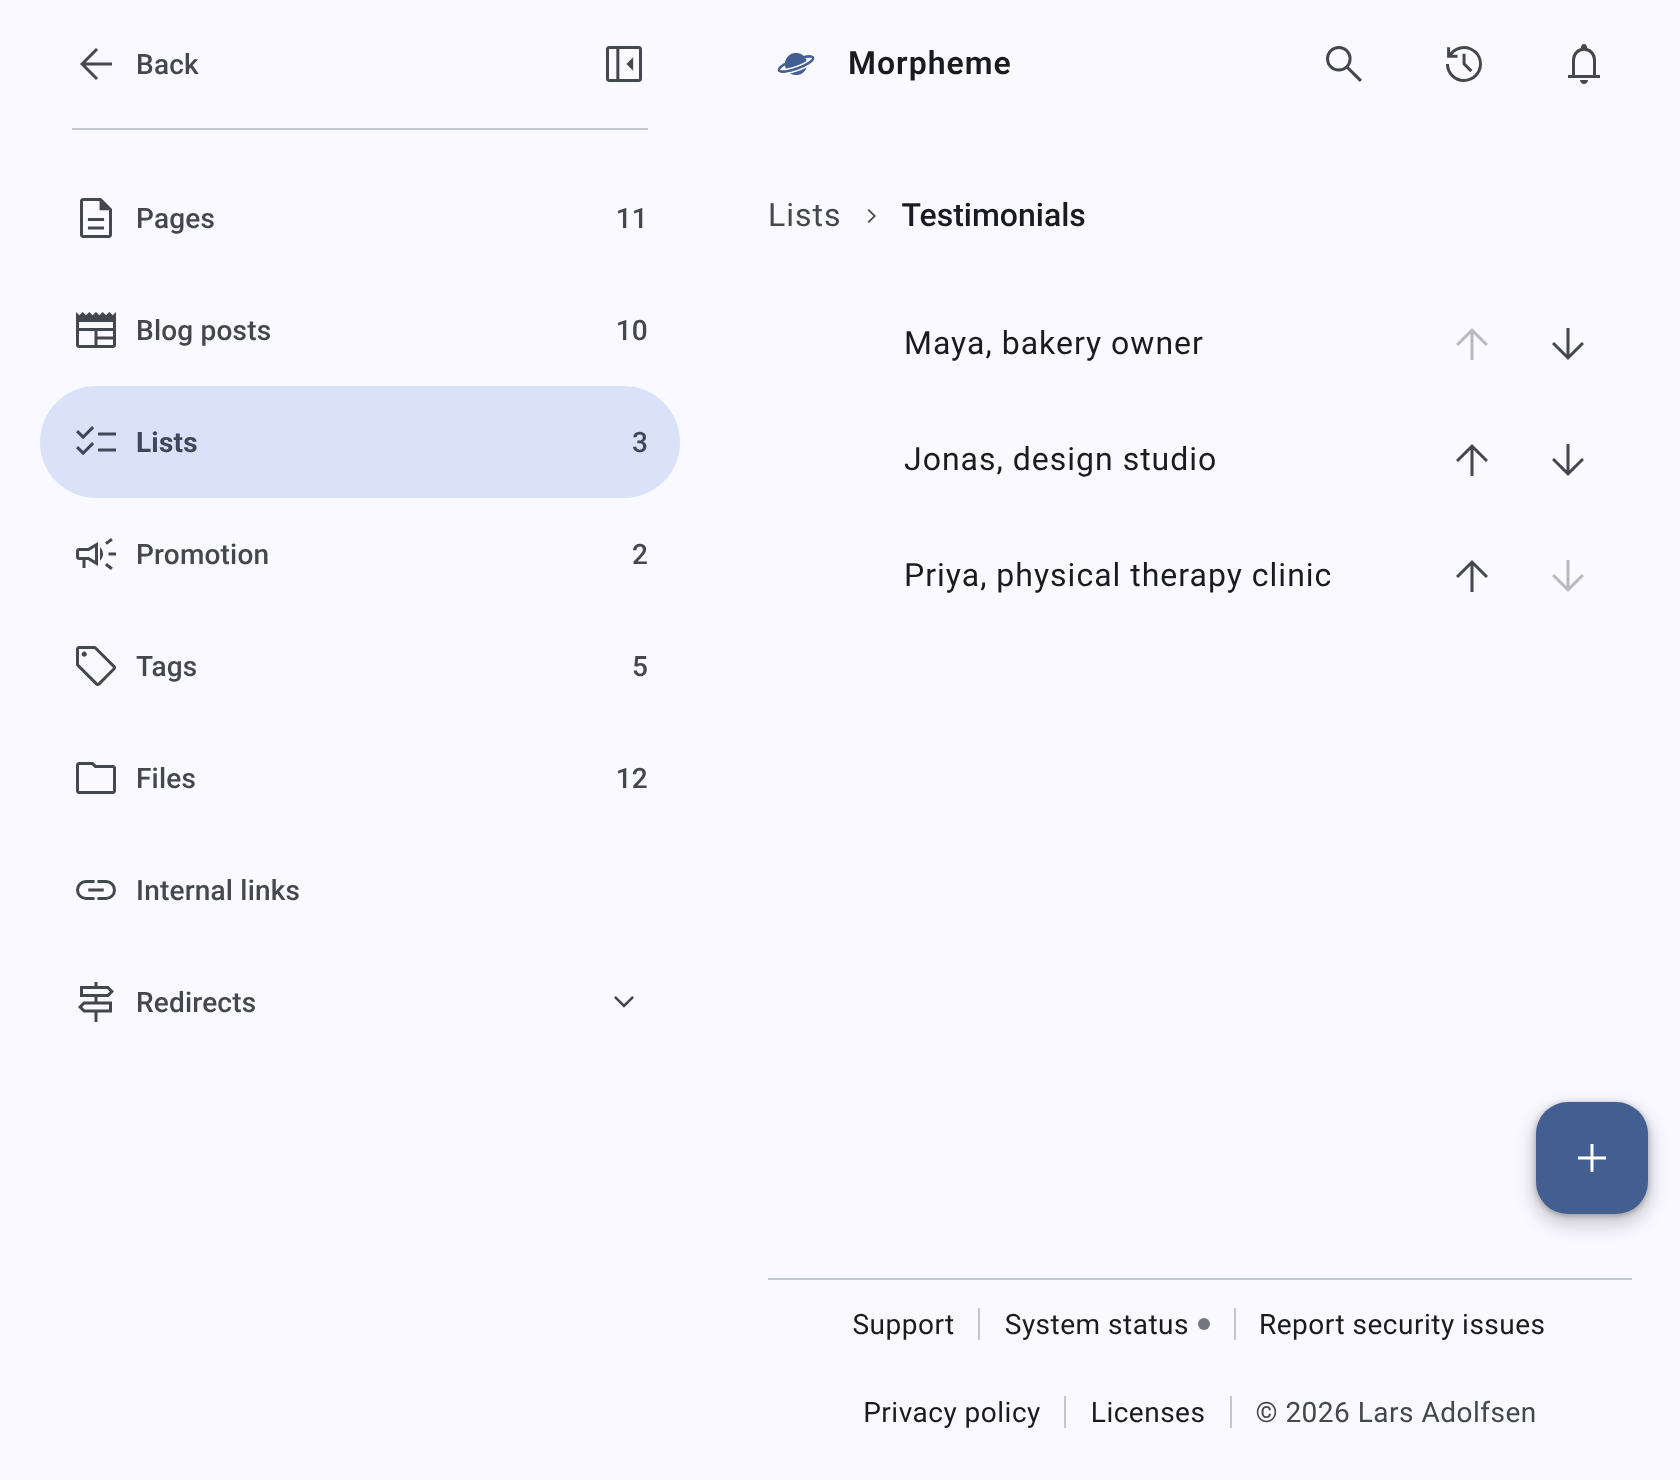 Back
Pages 11
Blog posts 10
Lists 3
Promotion 2
Tags 5
Files 12
Internal links
Redirects
Morpheme
Lists > Testimonials
Maya, bakery owner
Jonas, design studio
Priya, physical therapy clinic
Support | System status | Report security issues
Privacy policy | Licenses | © 2026 Lars Adolfsen